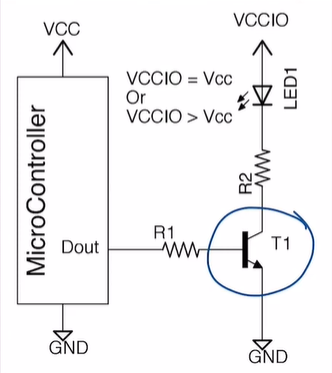 VCC
VCCIO
VCCIO = Vcc
Or
VCCIO > Vcc
LED1
MicroController
R2
R1
Dout
T1
GND
GND